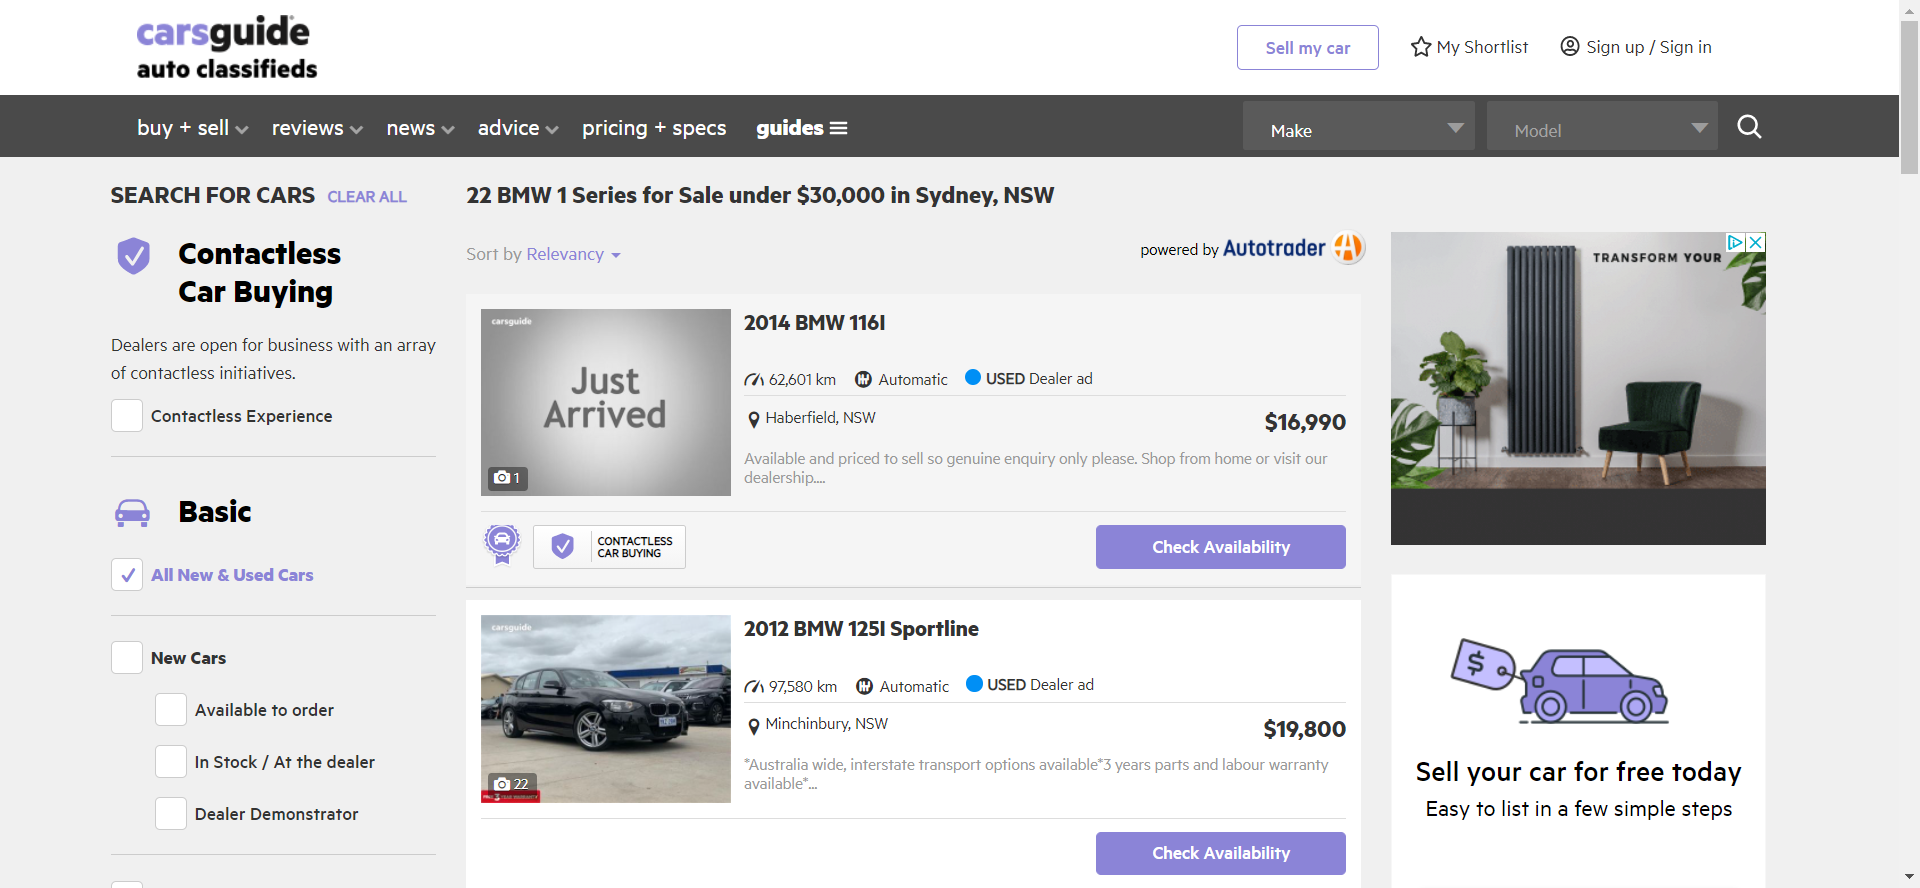 carsguide
auto classifieds
Sell my car
My Shortlist
Sign up / Sign in
buy + sell
reviews
news
advice
pricing + specs
guides
Make
Model
SEARCH FOR CARS
CLEAR ALL
Contactless
Car Buying
Dealers are open for business with an array
of contactless initiatives.
Contactless Experience
Basic
All New & Used Cars
New Cars
Available to order
In Stock / At the dealer
Dealer Demonstrator
22 BMW 1 Series for Sale under $30,000 in Sydney, NSW
Sort by Relevancy
powered by Autotrader
carsguide
Just
Arrived
1
2014 BMW 116I
62,601 km
Automatic
USED Dealer ad
Haberfield, NSW
$16,990
Available and priced to sell so genuine enquiry only please. Shop from home or visit our
dealership....
CONTACTLESS
CAR BUYING
Check Availability
carsguide
22
2012 BMW 125I Sportline
97,580 km
Automatic
USED Dealer ad
Minchinbury, NSW
$19,800
*Australia wide, interstate transport options available*3 years parts and labour warranty
available*...
Check Availability
TRANSFORM YOUR
$
Sell your car for free today
Easy to list in a few simple steps